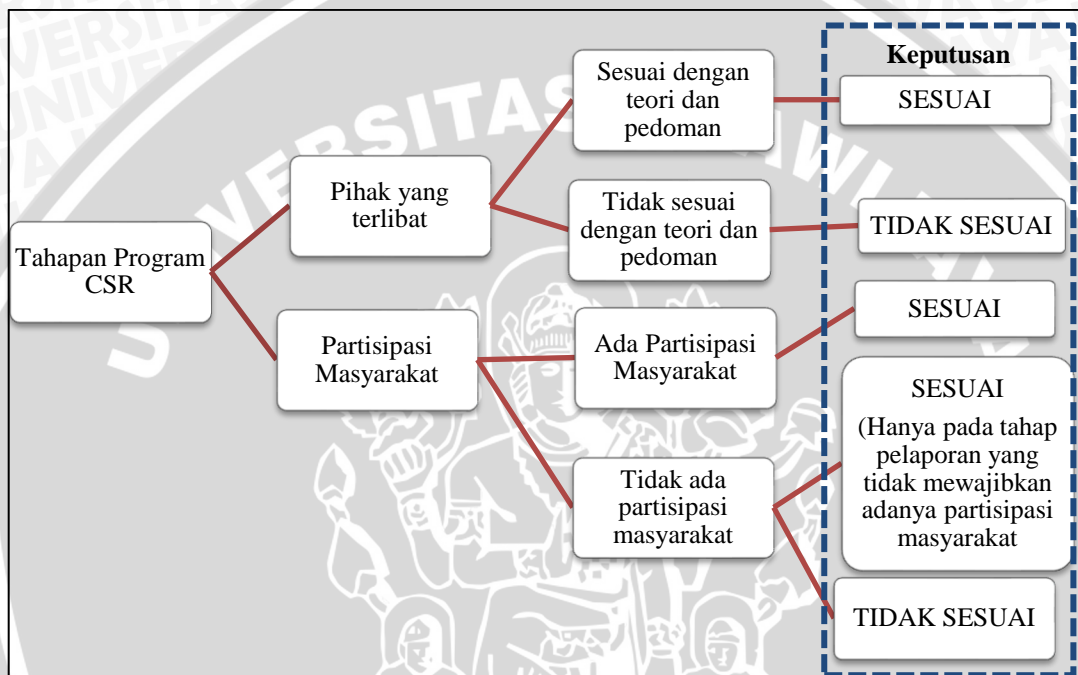 Keputusan
Sesuai dengan
teori dan
pedoman
SESUAI
Pihak yang
terlibat
Tidak sesuai
dengan teori dan
pedoman
TIDAK SESUAI
Tahapan Program
CSR
Partisipasi
Masyarakat
Ada Partisipasi
Masyarakat
SESUAI
Tidak ada
partisipasi
masyarakat
SESUAI
(Hanya pada tahap
pelaporan yang
tidak mewajibkan
adanya partisipasi
masyarakat
TIDAK SESUAI